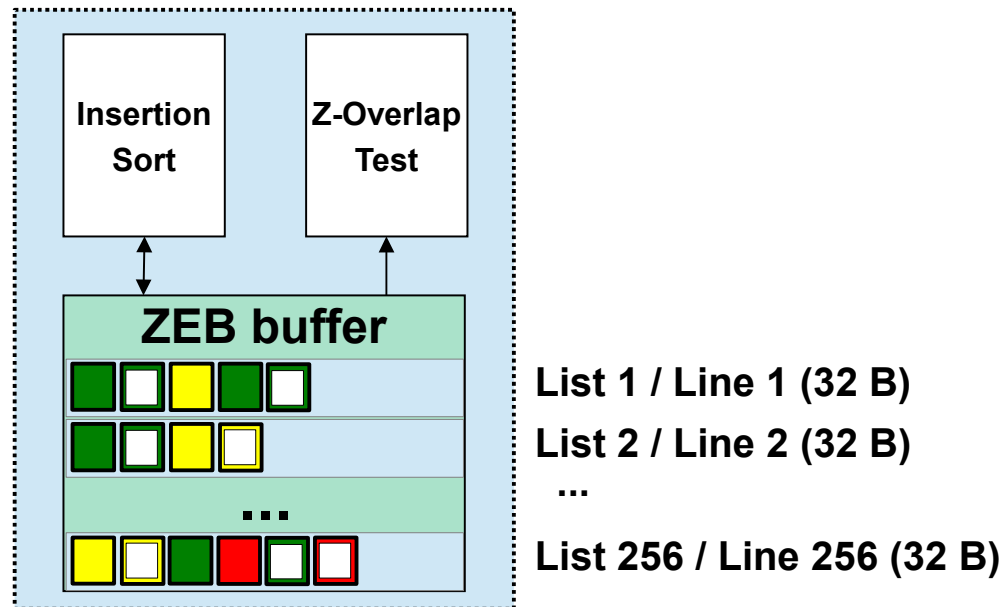 Insertion
Sort
Z-Overlap
Test
ZEB buffer
List 1 / Line 1 (32 B)
List 2 / Line 2 (32 B)
...
...
List 256 / Line 256 (32 B)